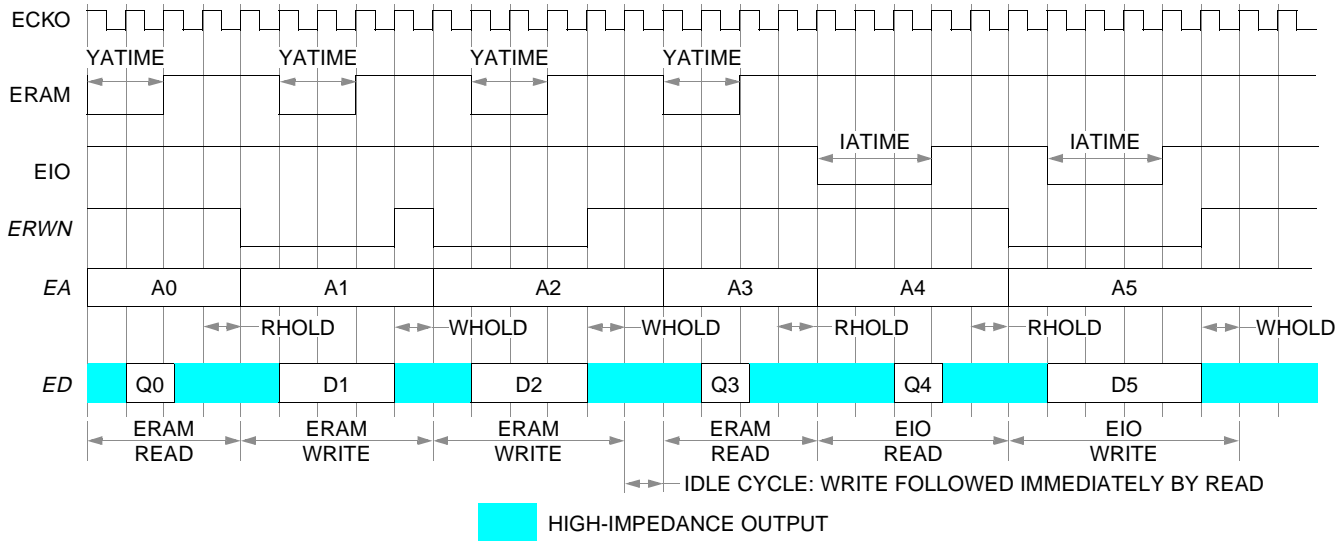 ECKO
YATIME YATIME YATIME YATIME
ERAM
IATIME IATIME
EIO
ERWN
EA A0 A1 A2 A3 A4 A5
RHOLD WHOLD WHOLD RHOLD RHOLD WHOLD
ED Q0 D1 D2 Q3 Q4 D5
ERAM ERAM ERAM ERAM EIO EIO
READ WRITE WRITE READ READ WRITE
IDLE CYCLE: WRITE FOLLOWED IMMEDIATELY BY READ
HIGH-IMPEDANCE OUTPUT